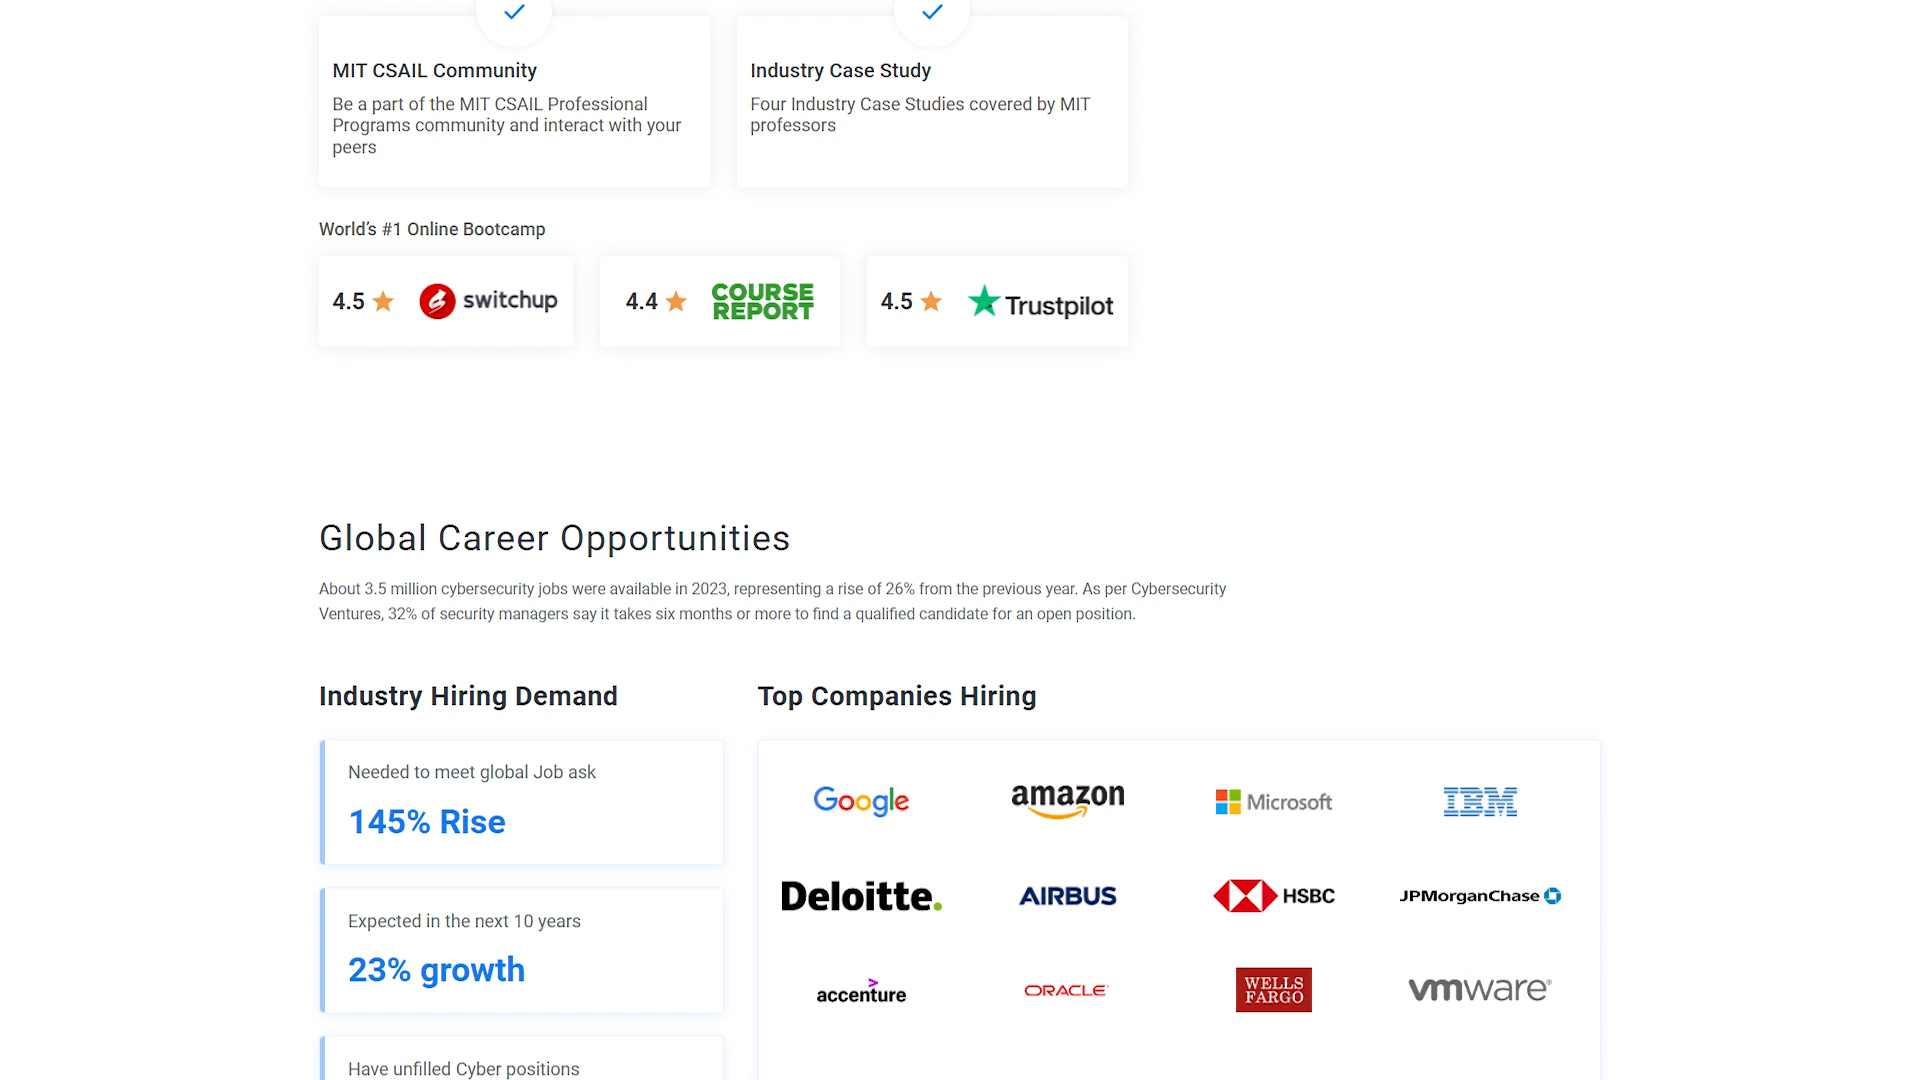 MIT CSAIL Community
Be a part of the MIT CSAIL Professional
Programs community and interact with your
peers
Industry Case Study
Four Industry Case Studies covered by MIT
professors
World’s #1 Online Bootcamp
4.5 switchup
4.4 COURSE
REPORT
4.5 Trustpilot
Global Career Opportunities
About 3.5 million cybersecurity jobs were available in 2023, representing a rise of 26% from the previous year. As per Cybersecurity
Ventures, 32% of security managers say it takes six months or more to find a qualified candidate for an open position.
Industry Hiring Demand
Needed to meet global Job ask
145% Rise
Expected in the next 10 years
23% growth
Have unfilled Cyber positions
Top Companies Hiring
Google amazon Microsoft IBM
Deloitte. AIRBUS HSBC JPMorganChase
accenture ORACLE WELLS
FARGO vmware®